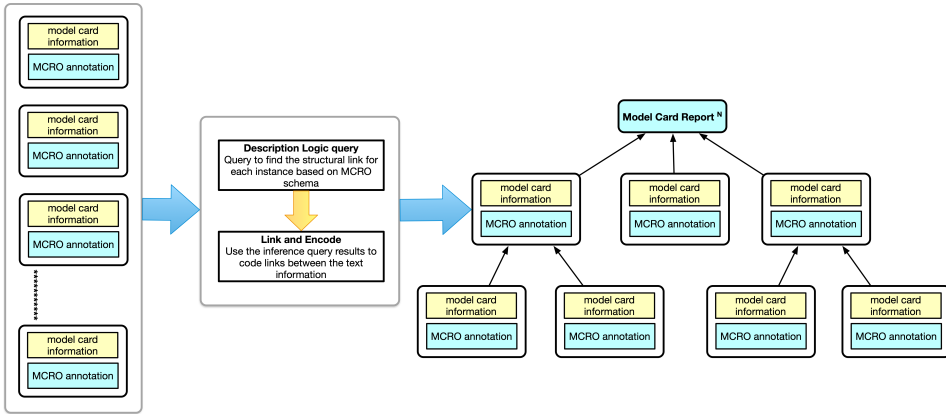 model card
information
MCRO annotation
model card
information
MCRO annotation
model card
information
MCRO annotation
********
model card
information
MCRO annotation
Description Logic query
Query to find the structural link for
each instance based on MCRO
schema
Link and Encode
Use the inference query results to
code links between the text
information
Model Card Report N
model card
information
MCRO annotation
model card
information
MCRO annotation
model card
information
MCRO annotation
model card
information
MCRO annotation
model card
information
MCRO annotation
model card
information
MCRO annotation
model card
information
MCRO annotation